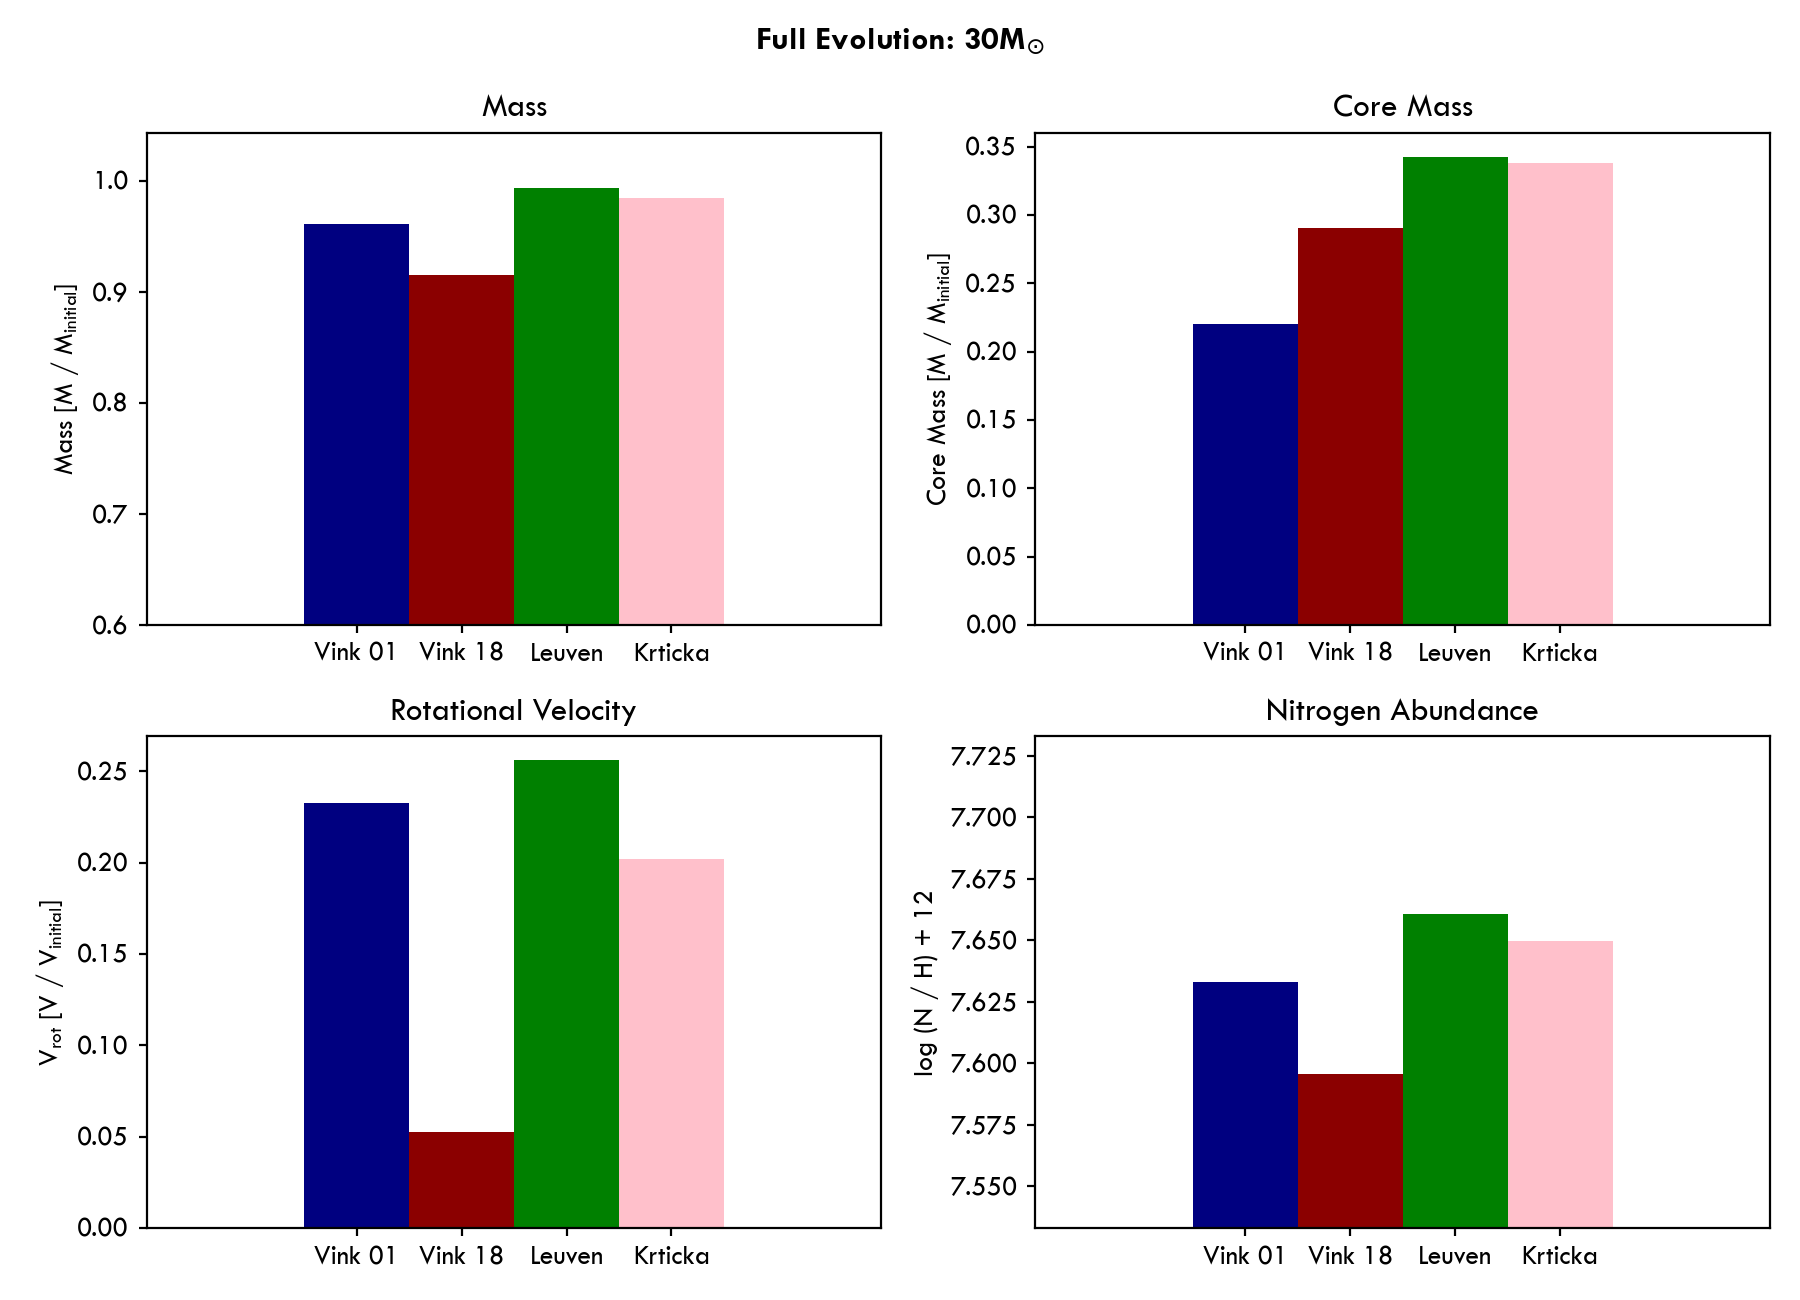 Full Evolution: 30M☉
Mass
Mass [M / Minitial]
1.0
0.9
0.8
0.7
0.6
Vink 01 Vink 18 Leuven Krticka
Core Mass
Core Mass [M / Minitial]
0.35
0.30
0.25
0.20
0.15
0.10
0.05
0.00
Vink 01 Vink 18 Leuven Krticka
Rotational Velocity
Vrot [V / Vinitial]
0.25
0.20
0.15
0.10
0.05
0.00
Vink 01 Vink 18 Leuven Krticka
Nitrogen Abundance
log (N / H) + 12
7.725
7.700
7.675
7.650
7.625
7.600
7.575
7.550
Vink 01 Vink 18 Leuven Krticka